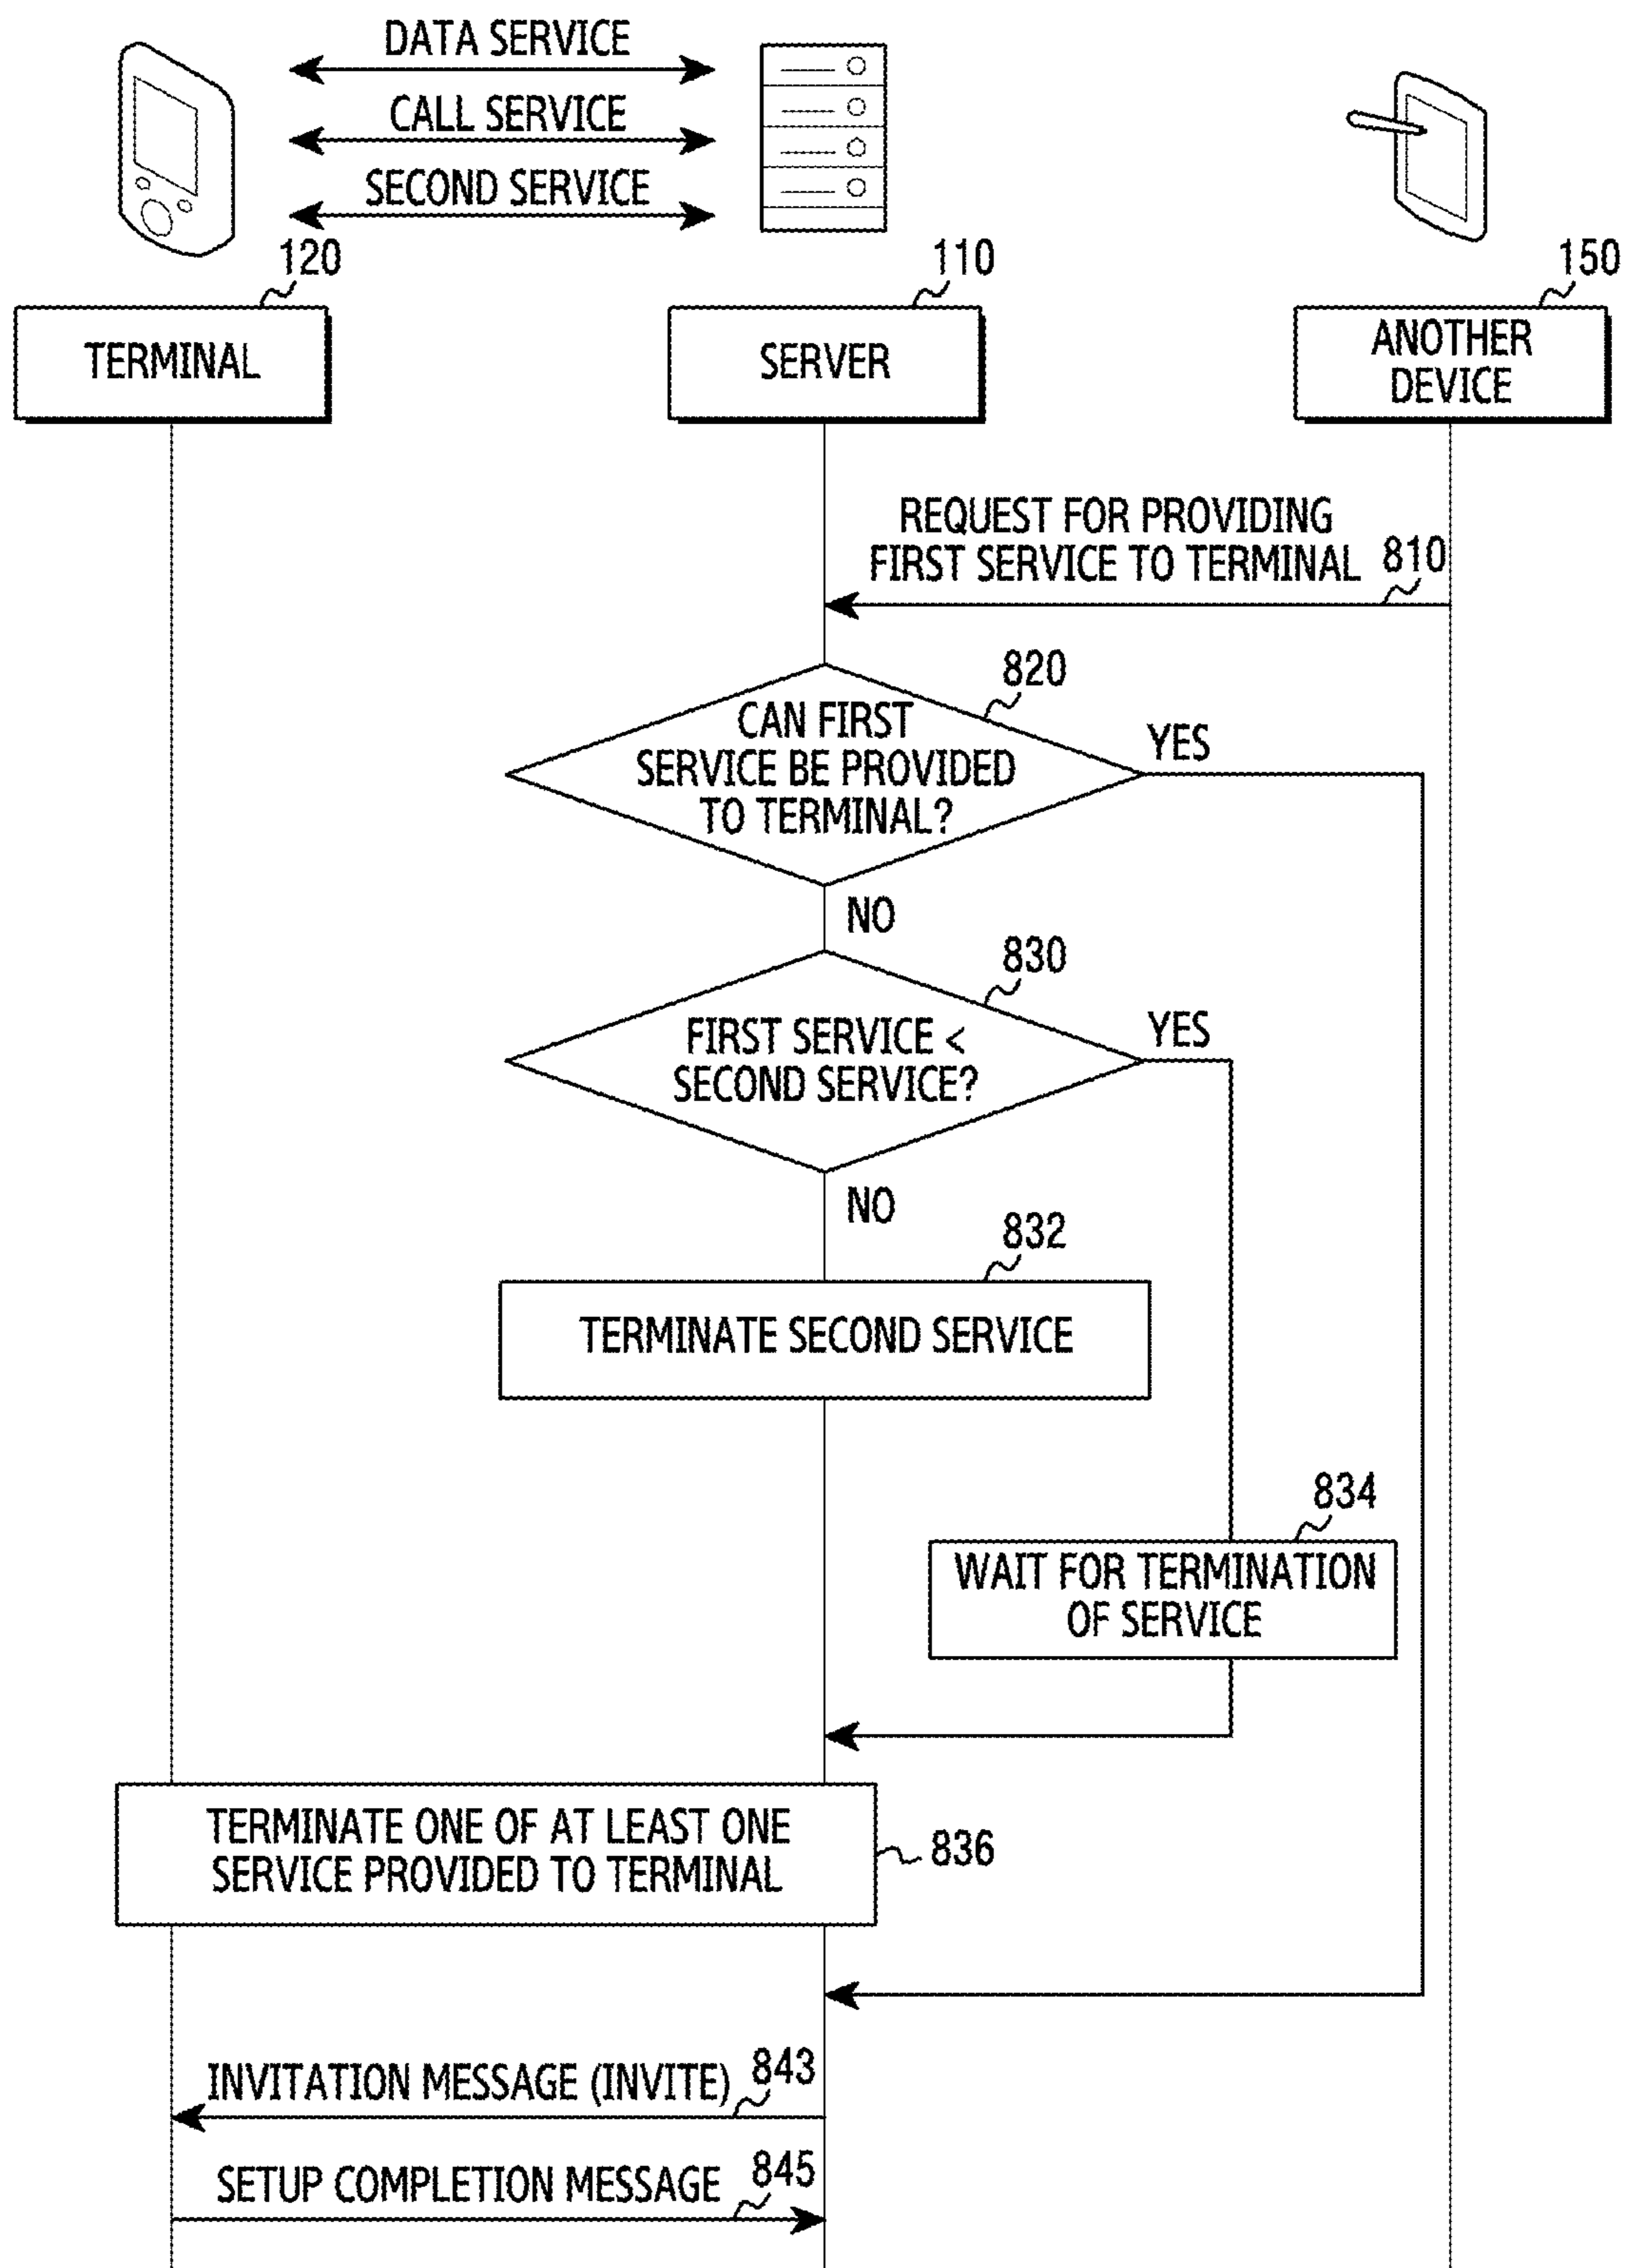 DATA SERVICE
CALL SERVICE
SECOND SERVICE
120
110
150
TERMINAL
SERVER
ANOTHER
DEVICE
REQUEST FOR PROVIDING
FIRST SERVICE TO TERMINAL
810
820
CAN FIRST
SERVICE BE PROVIDED
TO TERMINAL?
YES
NO
830
FIRST SERVICE <
SECOND SERVICE?
YES
NO
832
TERMINATE SECOND SERVICE
834
WAIT FOR TERMINATION
OF SERVICE
TERMINATE ONE OF AT LEAST ONE
SERVICE PROVIDED TO TERMINAL
836
INVITATION MESSAGE (INVITE)
843
SETUP COMPLETION MESSAGE
845